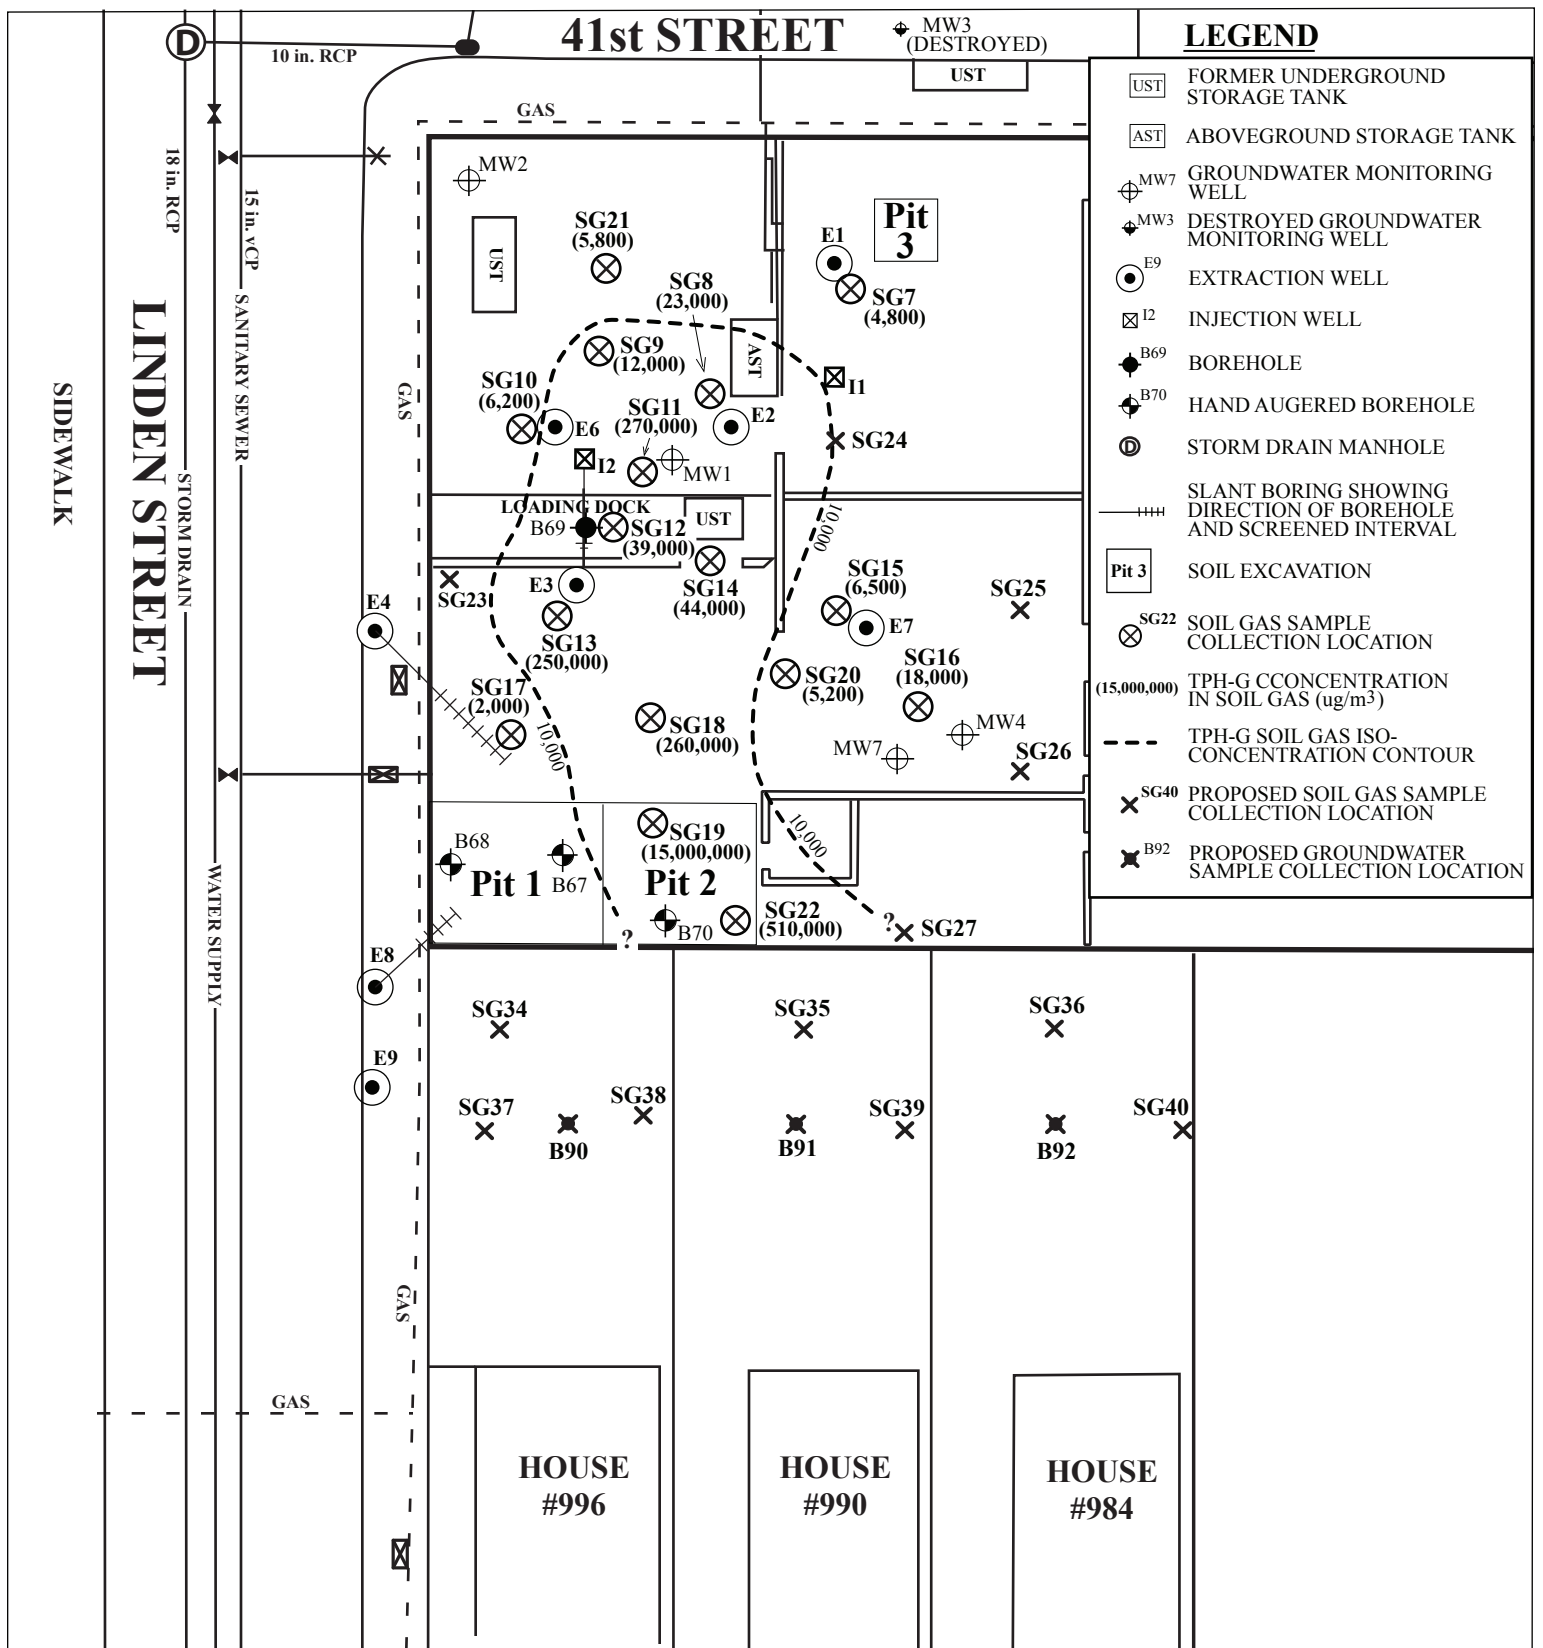 41st STREET
MW3
(DESTROYED)
UST
D
10 in. RCP
GAS
18 in. RCP
15 in. vCP
SANITARY SEWER
STORM DRAIN
WATER SUPPLY
LINDEN STREET
SIDEWALK
GAS
GAS
GAS
LEGEND
UST
FORMER UNDERGROUND
STORAGE TANK
AST
ABOVEGROUND STORAGE TANK
MW7
GROUNDWATER MONITORING
WELL
MW3
DESTROYED GROUNDWATER
MONITORING WELL
E9
EXTRACTION WELL
I2
INJECTION WELL
B69
BOREHOLE
B70
HAND AUGERED BOREHOLE
D
STORM DRAIN MANHOLE
SLANT BORING SHOWING
DIRECTION OF BOREHOLE
AND SCREENED INTERVAL
Pit 3
SOIL EXCAVATION
SG22
SOIL GAS SAMPLE
COLLECTION LOCATION
(15,000,000)
TPH-G CCONCENTRATION
IN SOIL GAS (ug/m3)
TPH-G SOIL GAS ISO-
CONCENTRATION CONTOUR
SG40
PROPOSED SOIL GAS SAMPLE
COLLECTION LOCATION
B92
PROPOSED GROUNDWATER
SAMPLE COLLECTION LOCATION
MW2
UST
SG21
(5,800)
SG8
(23,000)
E1
Pit
3
SG7
(4,800)
SG9
(12,000)
AST
SG10
(6,200)
E6
SG11
(270,000)
E2
I1
SG24
I2
MW1
LOADING DOCK
B69
SG12
(39,000)
UST
10,000
SG14
(44,000)
SG23
E3
SG13
(250,000)
SG15
(6,500)
E7
SG25
E4
SG17
(2,000)
10,000
SG18
(260,000)
SG20
(5,200)
SG16
(18,000)
MW4
MW7
SG26
B68
Pit 1
B67
SG19
(15,000,000)
Pit 2
B70
SG22
(510,000)
10,000
?
?
SG27
E8
E9
SG34
SG35
SG36
SG37
SG38
SG39
SG40
B90
B91
B92
HOUSE
#996
HOUSE
#990
HOUSE
#984